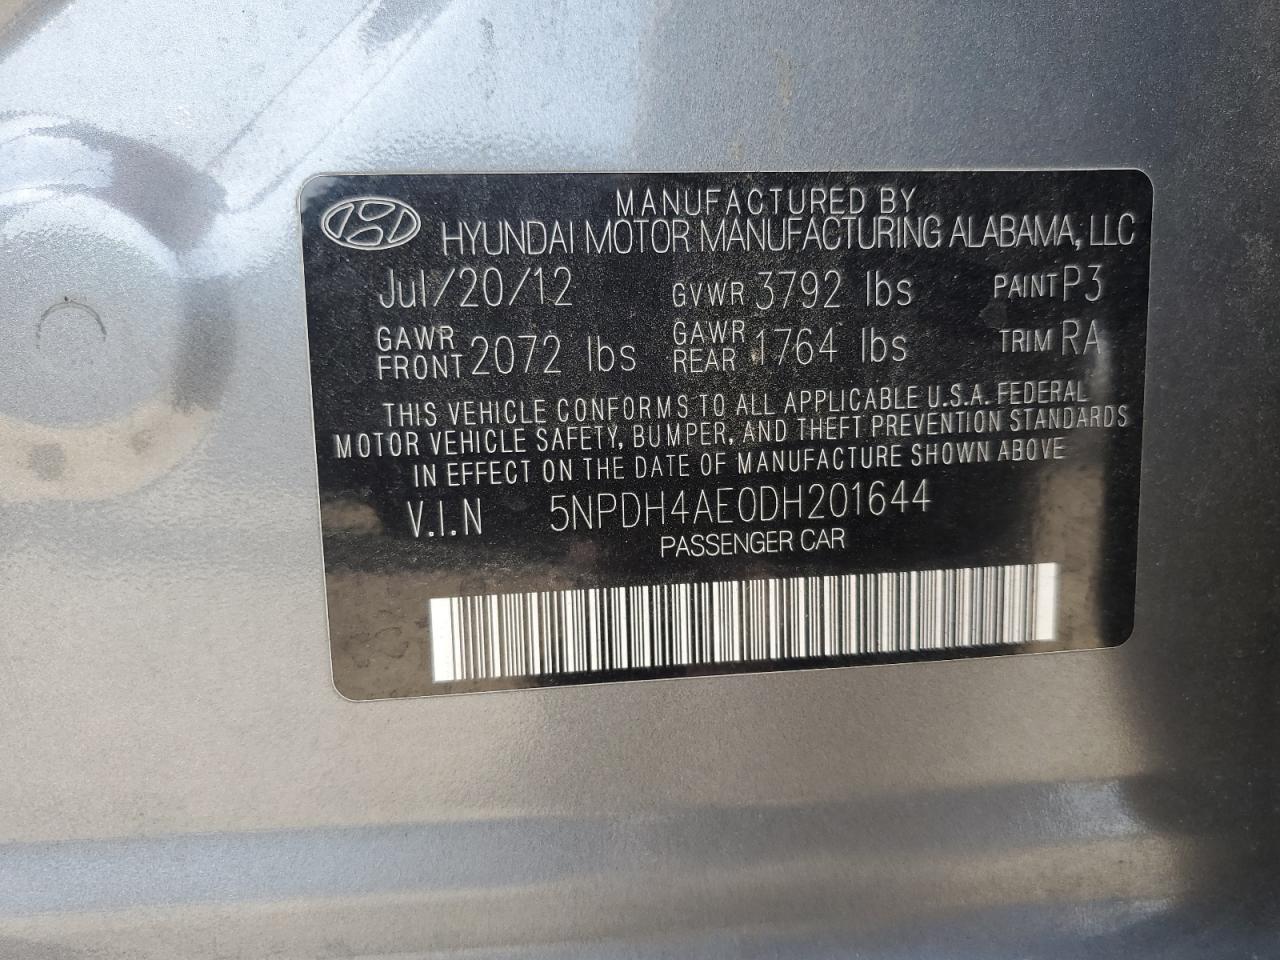 MANUFACTURED BY
HYUNDAI MOTOR MANUFACTURING ALABAMA, LLC
Jul/20/12 GVWR 3792 lbs PAINT P3
GAWR FRONT 2072 lbs GAWR REAR 1764 lbs TRIM RA
THIS VEHICLE CONFORMS TO ALL APPLICABLE U.S.A. FEDERAL
MOTOR VEHICLE SAFETY, BUMPER, AND THEFT PREVENTION STANDARDS
IN EFFECT ON THE DATE OF MANUFACTURE SHOWN ABOVE
V.I.N 5NPDH4AE0DH201644
PASSENGER CAR